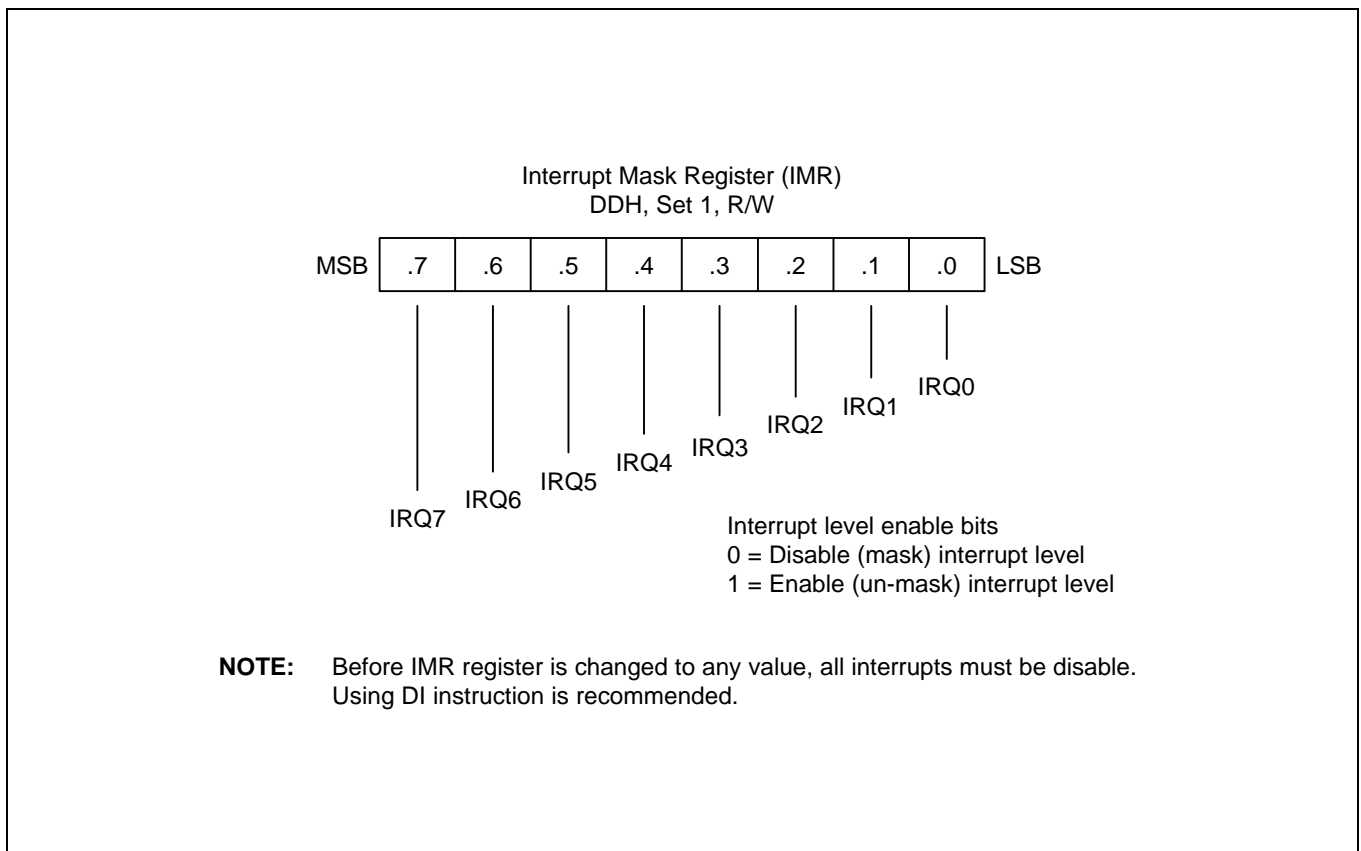 Interrupt Mask Register (IMR)
DDH, Set 1, R/W
MSB .7 .6 .5 .4 .3 .2 .1 .0 LSB
IRQ0
IRQ1
IRQ2
IRQ3
IRQ4
IRQ5
IRQ6
IRQ7
Interrupt level enable bits
0 = Disable (mask) interrupt level
1 = Enable (un-mask) interrupt level
NOTE: Before IMR register is changed to any value, all interrupts must be disable.
Using DI instruction is recommended.